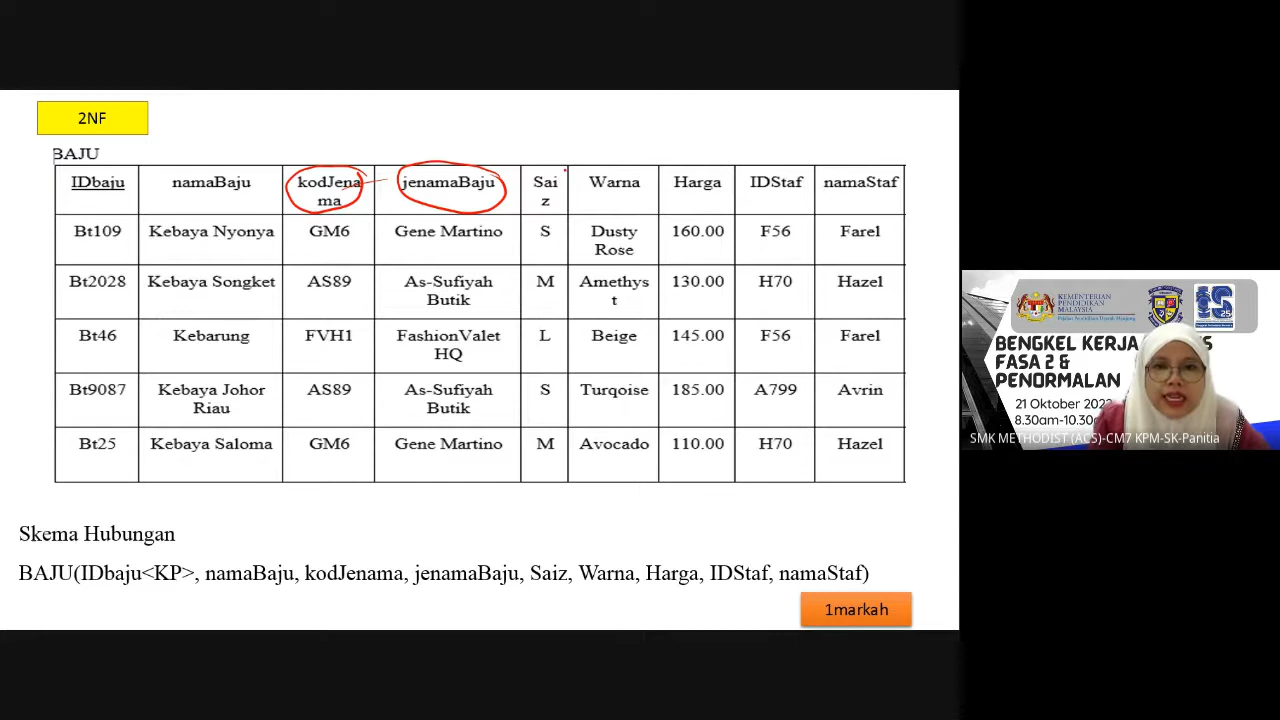 2NF
BAJU
IDbaju namaBaju kodJena jenamaBaju Sai Warna Harga IDStaf namaStaf
ma z
Bt109 Kebaya Nyonya GM6 Gene Martino S Dusty 160.00 F56 Farel
Rose
Bt2028 Kebaya Songket AS89 As-Sufiyah M Amethys 130.00 H70 Hazel
Butik t
Bt46 Kebarung FVH1 FashionValet L Beige 145.00 F56 Farel
HQ
Bt9087 Kebaya Johor AS89 As-Sufiyah S Turqoise 185.00 A799 Avrin
Riau Butik
Bt25 Kebaya Saloma GM6 Gene Martino M Avocado 110.00 H70 Hazel
Skema Hubungan
BAJU(IDbaju<KP>, namaBaju, kodJenama, jenamaBaju, Saiz, Warna, Harga, IDStaf, namaStaf)
1markah
KEMENTERIAN
PENDIDIKAN
MALAYSIA
25
BENGKEL KERJA
FASA 2 &
PENORMALAN
21 Oktober
8.30am-10.30
SMK METHODIST (ACS)-CM7 KPM-SK-Panitia